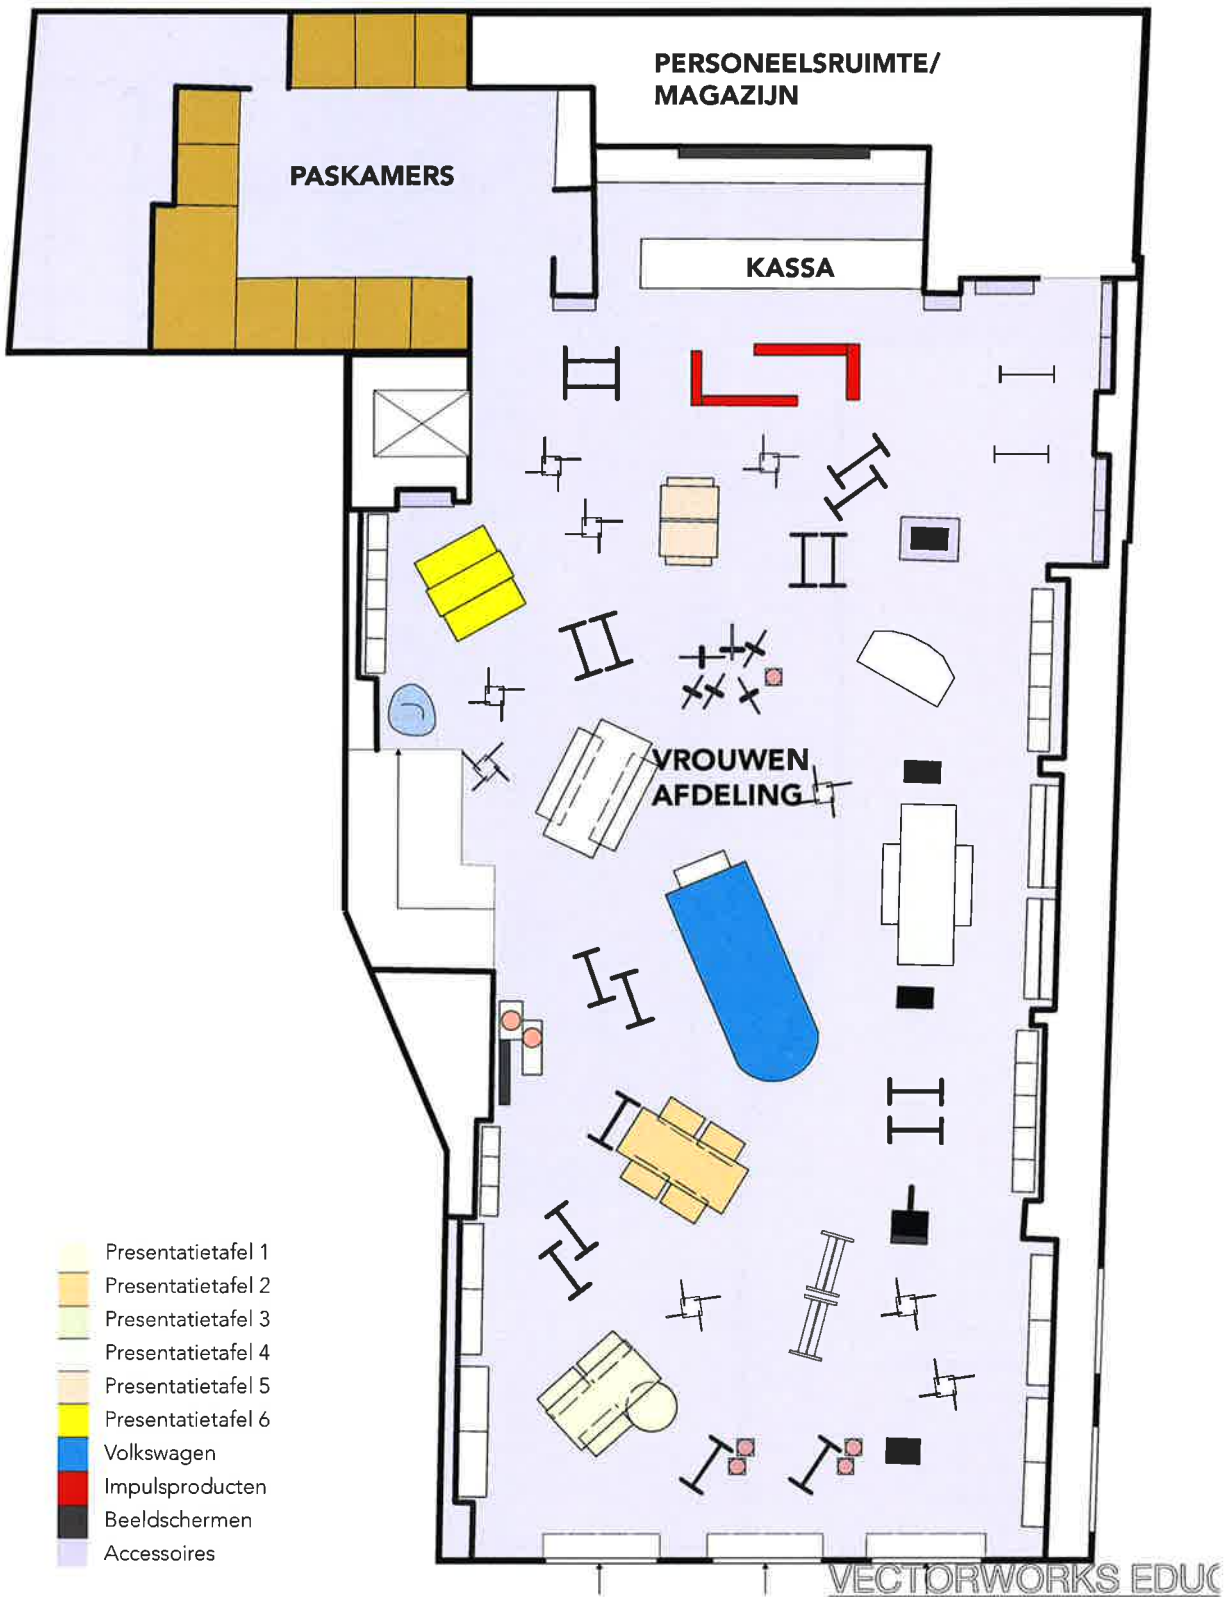 PERSONEELSRUIMTE/
MAGAZIJN
PASKAMERS
KASSA
VROUWEN
AFDELING
Presentatietafel 1
Presentatietafel 2
Presentatietafel 3
Presentatietafel 4
Presentatietafel 5
Presentatietafel 6
Volkswagen
Impulsproducten
Beeldschermen
Accessoires
VECTORWORKS EDUC